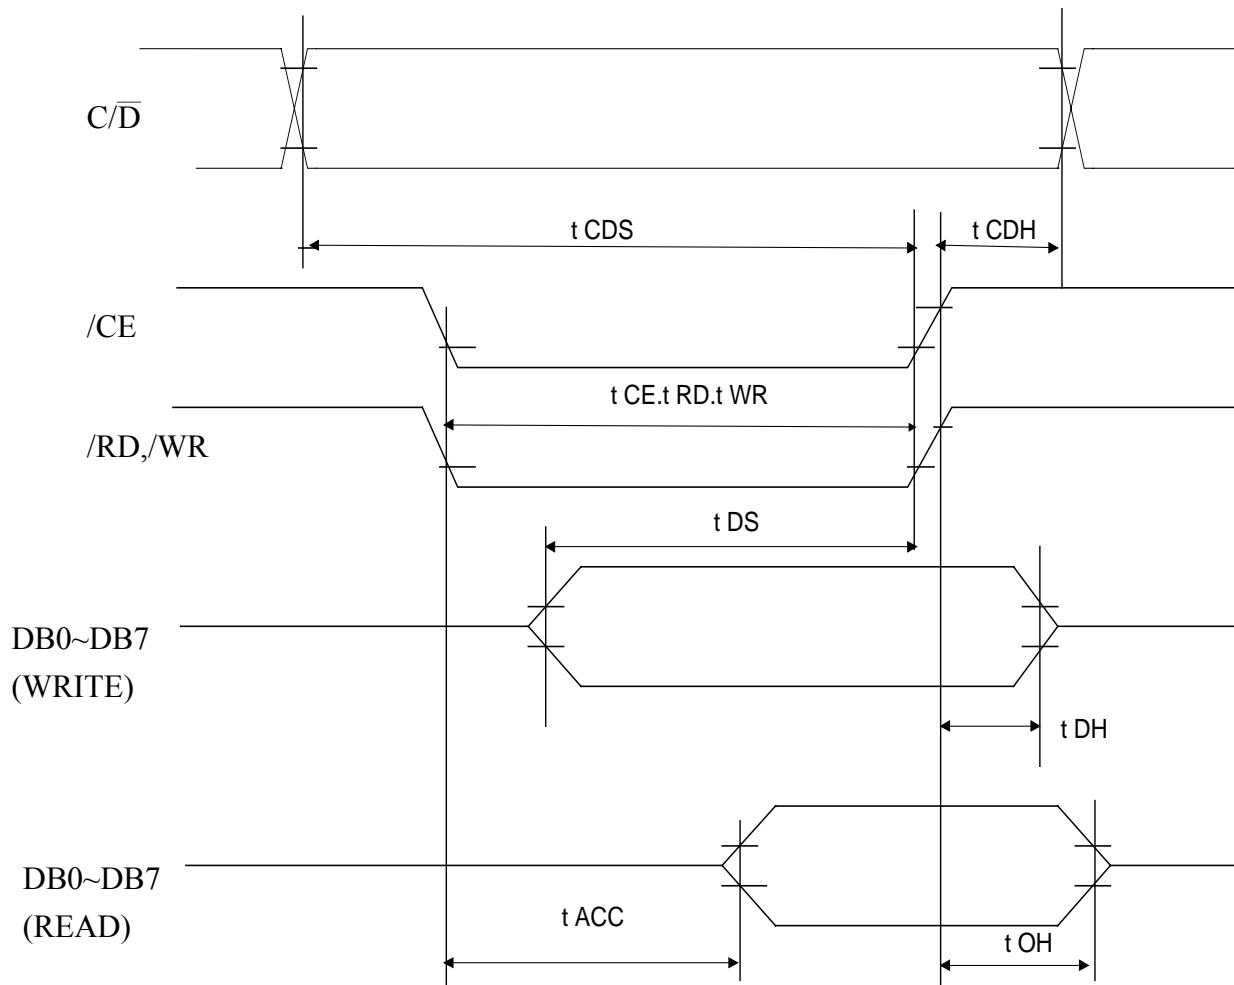 C/D̅
t CDS
t CDH
/CE
t CE.t RD.t WR
/RD,/WR
t DS
DB0~DB7
(WRITE)
t DH
DB0~DB7
(READ)
t ACC
t OH